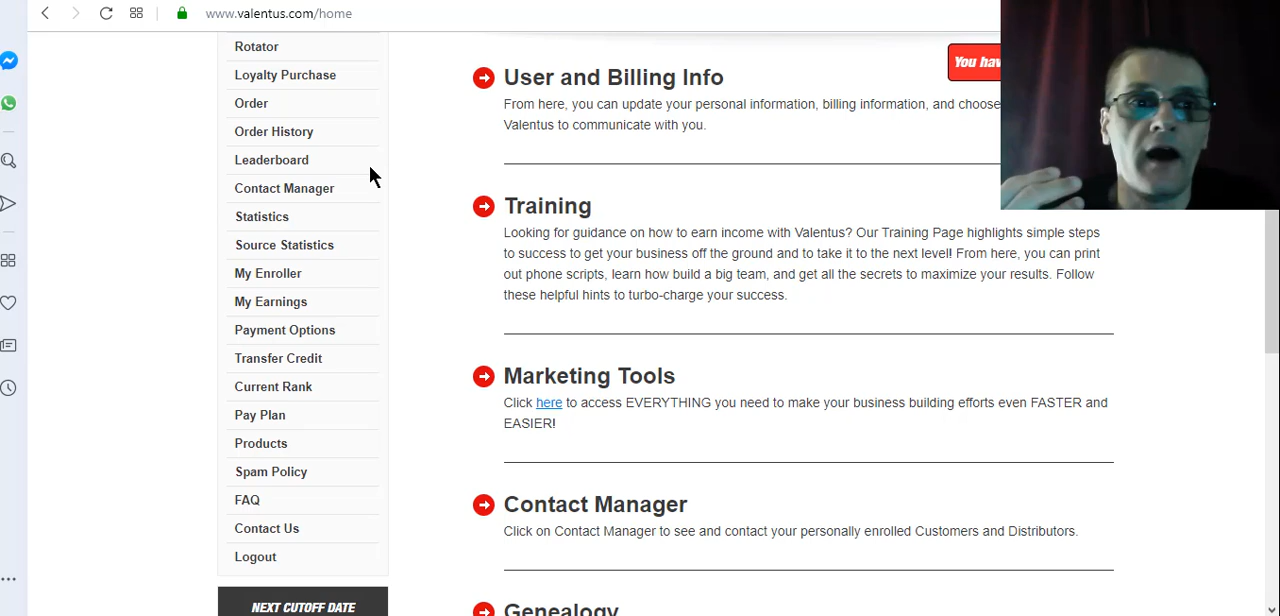 www.valentus.com/home
Rotator
Loyalty Purchase
Order
Order History
Leaderboard
Contact Manager
Statistics
Source Statistics
My Enroller
My Earnings
Payment Options
Transfer Credit
Current Rank
Pay Plan
Products
Spam Policy
FAQ
Contact Us
Logout
NEXT CUTOFF DATE
You
User and Billing Info
From here, you can update your personal information, billing information, and choose
Valentus to communicate with you.
Training
Looking for guidance on how to earn income with Valentus? Our Training Page highlights simple steps
to success to get your business off the ground and to take it to the next level! From here, you can print
out phone scripts, learn how build a big team, and get all the secrets to maximize your results. Follow
these helpful hints to turbo-charge your success.
Marketing Tools
Click here to access EVERYTHING you need to make your business building efforts even FASTER and
EASIER!
Contact Manager
Click on Contact Manager to see and contact your personally enrolled Customers and Distributors.
Genealogy